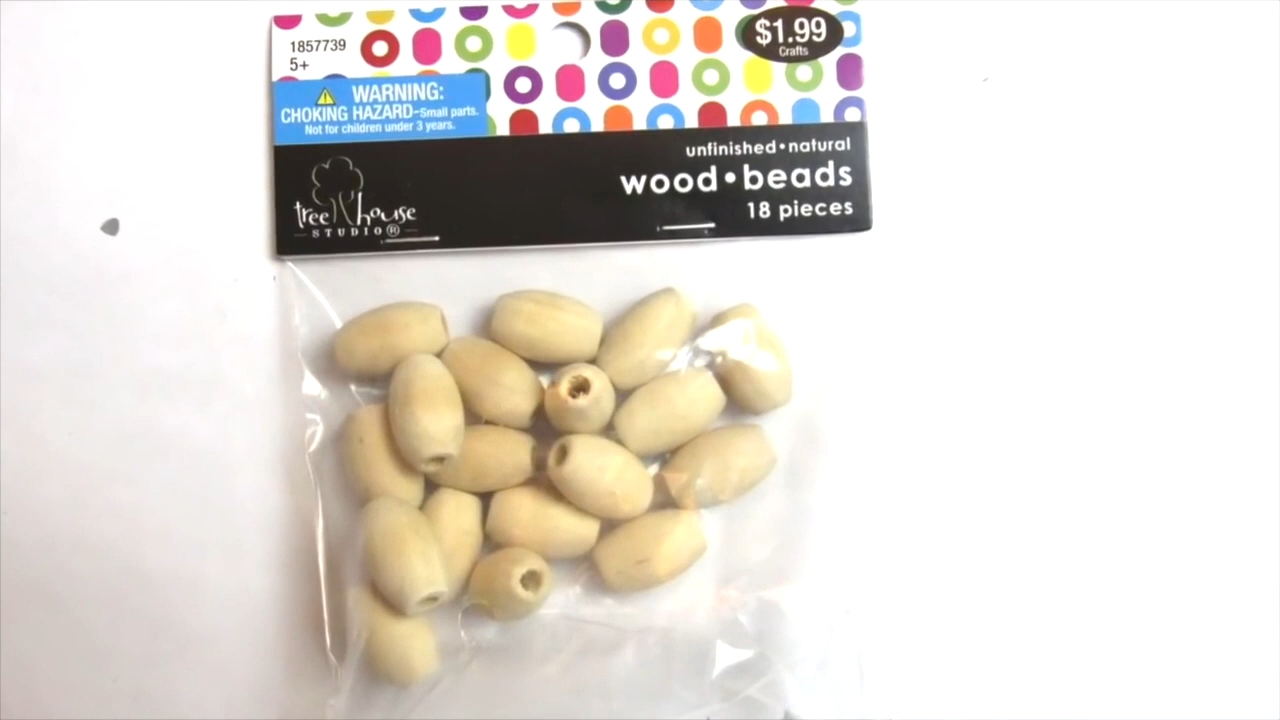 1857739
5+
$1.99
Crafts
WARNING:
CHOKING HAZARD-Small parts.
Not for children under 3 years.
unfinished•natural
wood•beads
18 pieces
tree house
STUDIO®